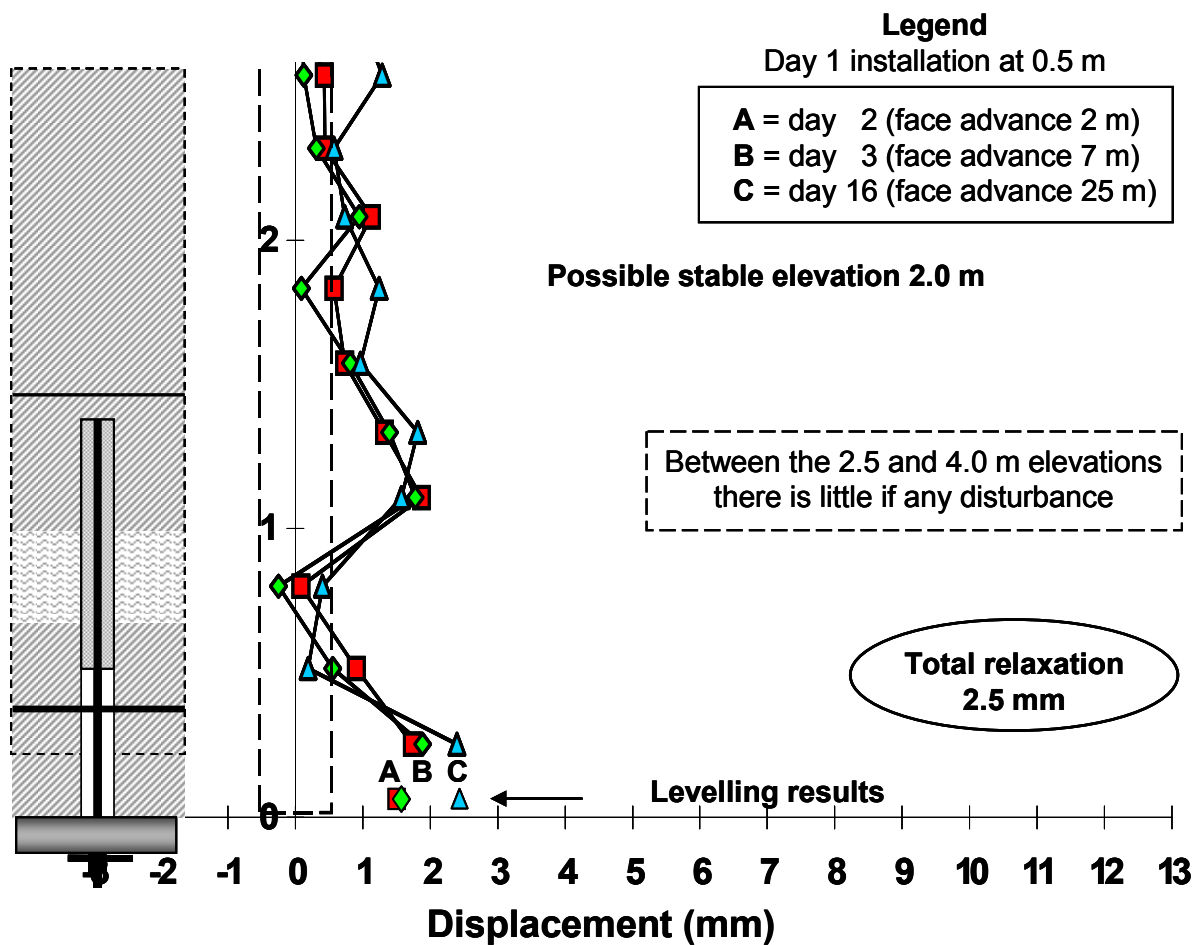 Legend
Day 1 installation at 0.5 m
A = day 2 (face advance 2 m)
B = day 3 (face advance 7 m)
C = day 16 (face advance 25 m)
2
Possible stable elevation 2.0 m
Between the 2.5 and 4.0 m elevations
there is little if any disturbance
1
Total relaxation
2.5 mm
A B C
Levelling results
0
-2 -1 0 1 2 3 4 5 6 7 8 9 10 11 12 13
Displacement (mm)